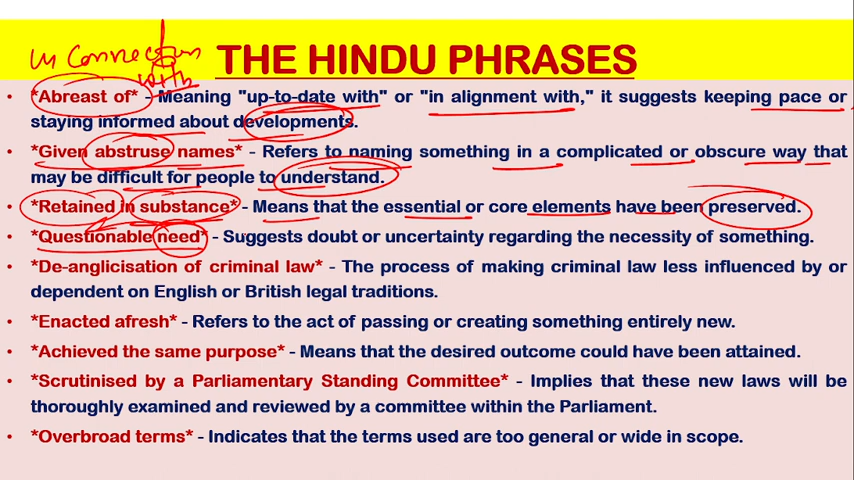 in Connection
with
THE HINDU PHRASES
• *Abreast of* - Meaning "up-to-date with" or "in alignment with," it suggests keeping pace or
staying informed about developments.
• *Given abstruse names* - Refers to naming something in a complicated or obscure way that
may be difficult for people to understand.
• *Retained in substance* - Means that the essential or core elements have been preserved.
• *Questionable need* - Suggests doubt or uncertainty regarding the necessity of something.
• *De-anglicisation of criminal law* - The process of making criminal law less influenced by or
dependent on English or British legal traditions.
• *Enacted afresh* - Refers to the act of passing or creating something entirely new.
• *Achieved the same purpose* - Means that the desired outcome could have been attained.
• *Scrutinised by a Parliamentary Standing Committee* - Implies that these new laws will be
thoroughly examined and reviewed by a committee within the Parliament.
• *Overbroad terms* - Indicates that the terms used are too general or wide in scope.